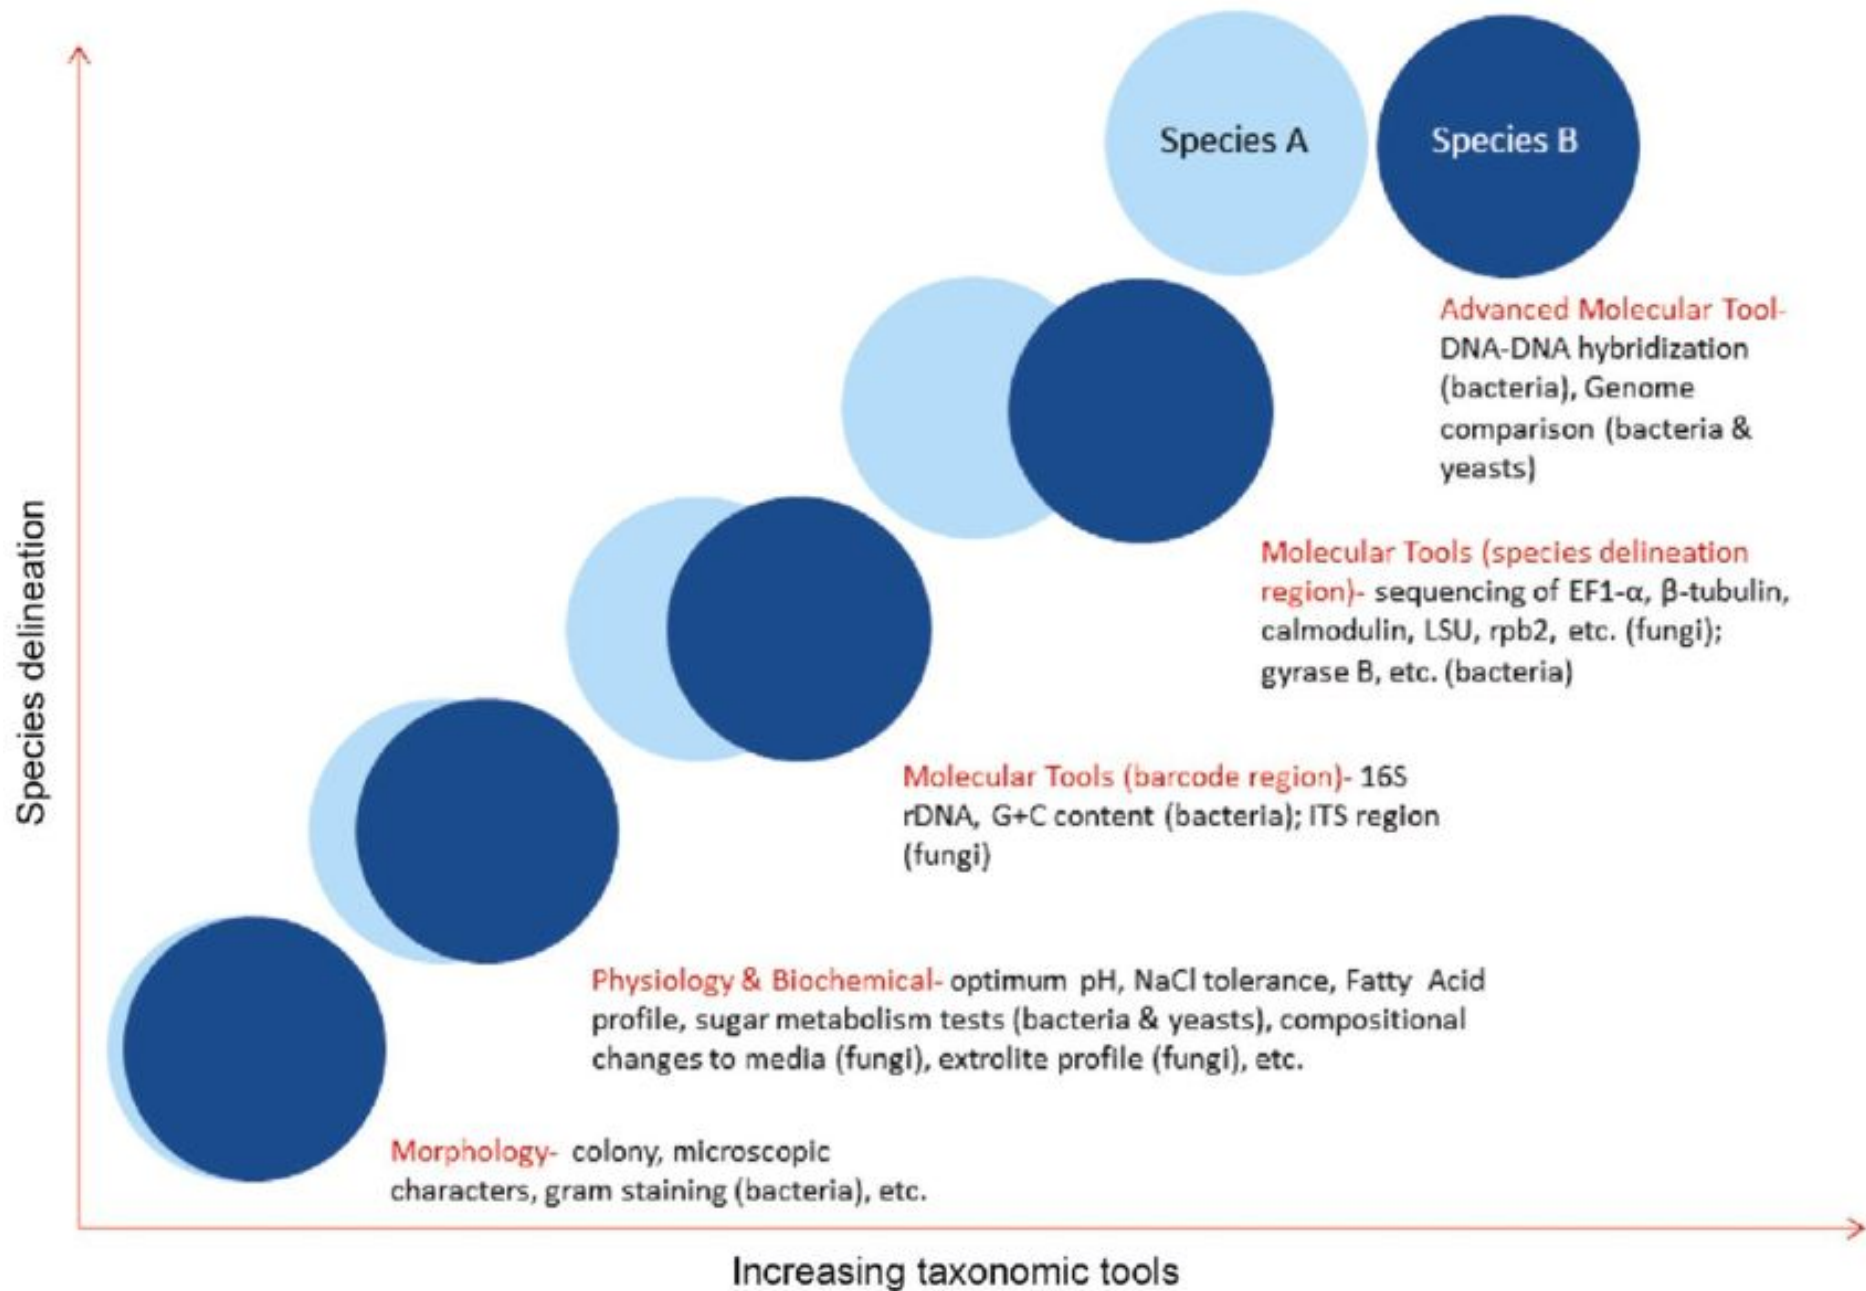 Species A
Species B
Advanced Molecular Tool-
DNA-DNA hybridization
(bacteria), Genome
comparison (bacteria &
yeasts)
Molecular Tools (species delineation
region)- sequencing of EF1-α, β-tubulin,
calmodulin, LSU, rpb2, etc. (fungi);
gyrase B, etc. (bacteria)
Molecular Tools (barcode region)- 16S
rDNA, G+C content (bacteria); ITS region
(fungi)
Physiology & Biochemical- optimum pH, NaCl tolerance, Fatty Acid
profile, sugar metabolism tests (bacteria & yeasts), compositional
changes to media (fungi), extrolite profile (fungi), etc.
Morphology- colony, microscopic
characters, gram staining (bacteria), etc.
Species delineation
Increasing taxonomic tools